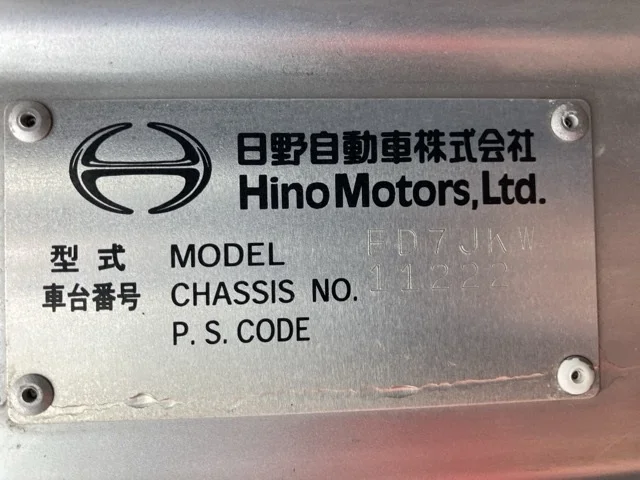 日野自動車株式会社
Hino Motors, Ltd.
型式 MODEL FD7JKW
車台番号 CHASSIS NO. 11222
P. S. CODE